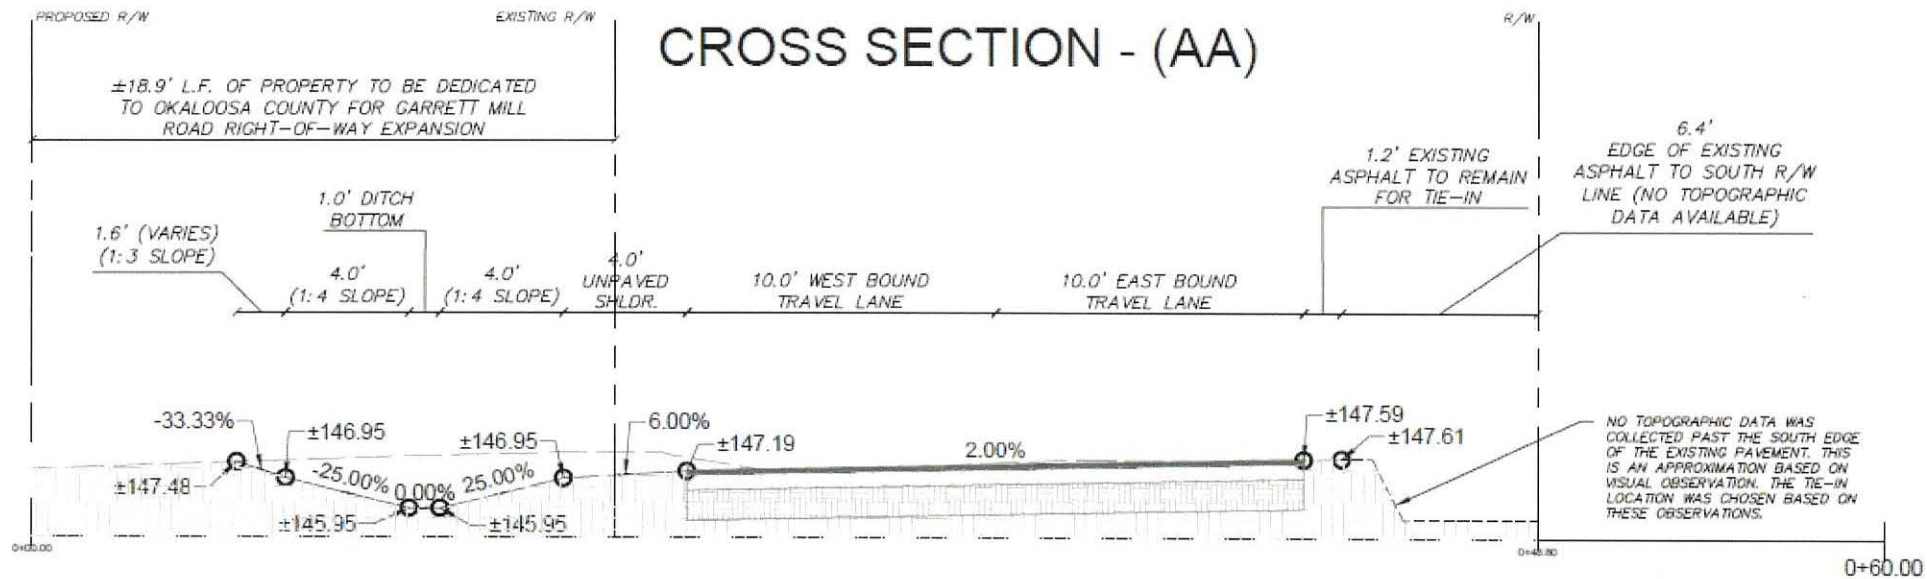 PROPOSED R/W
EXISTING R/W
R/W
CROSS SECTION - (AA)
±18.9' L.F. OF PROPERTY TO BE DEDICATED
TO OKALOOSA COUNTY FOR GARRETT MILL
ROAD RIGHT-OF-WAY EXPANSION
1.6' (VARIES)
(1:3 SLOPE)
1.0' DITCH
BOTTOM
4.0'
(1:4 SLOPE)
4.0'
(1:4 SLOPE)
4.0'
UNPAVED
SHLDR.
10.0' WEST BOUND
TRAVEL LANE
10.0' EAST BOUND
TRAVEL LANE
1.2' EXISTING
ASPHALT TO REMAIN
FOR TIE-IN
6.4'
EDGE OF EXISTING
ASPHALT TO SOUTH R/W
LINE (NO TOPOGRAPHIC
DATA AVAILABLE)
-33.33%
±146.95
±147.48
-25.00%
0.00%
25.00%
±145.95
±145.95
±146.95
6.00%
±147.19
2.00%
±147.59
±147.61
NO TOPOGRAPHIC DATA WAS
COLLECTED PAST THE SOUTH EDGE
OF THE EXISTING PAVEMENT. THIS
IS AN APPROXIMATION BASED ON
VISUAL OBSERVATION. THE TIE-IN
LOCATION WAS CHOSEN BASED ON
THESE OBSERVATIONS.
0+00.00
0+60.00